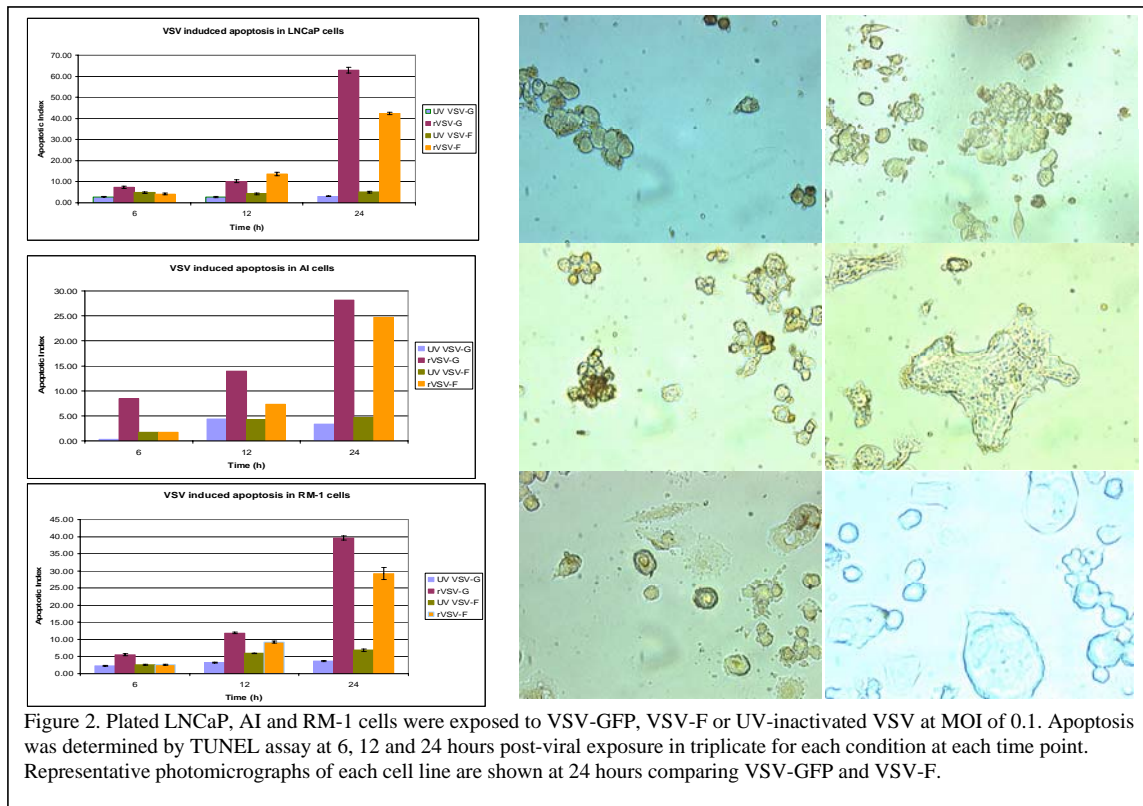 VSV indudced apoptosis in LNCaP cells
70.00
60.00
50.00
40.00
30.00
20.00
10.00
0.00
Apoptotic Index
6
12
24
Time (h)
UV VSV-G
rVSV-G
UV VSV-F
rVSV-F
VSV induced apoptosis in AI cells
30.00
25.00
20.00
15.00
10.00
5.00
0.00
Apoptotic Index
6
12
24
Time (h)
UV VSV-G
rVSV-G
UV VSV-F
rVSV-F
VSV induced apoptosis in RM-1 cells
45.00
40.00
35.00
30.00
25.00
20.00
15.00
10.00
5.00
0.00
Apoptotic Index
6
12
24
Time (h)
UV VSV-G
rVSV-G
UV VSV-F
rVSV-F
Figure 2. Plated LNCaP, AI and RM-1 cells were exposed to VSV-GFP, VSV-F or UV-inactivated VSV at MOI of 0.1. Apoptosis
was determined by TUNEL assay at 6, 12 and 24 hours post-viral exposure in triplicate for each condition at each time point.
Representative photomicrographs of each cell line are shown at 24 hours comparing VSV-GFP and VSV-F.